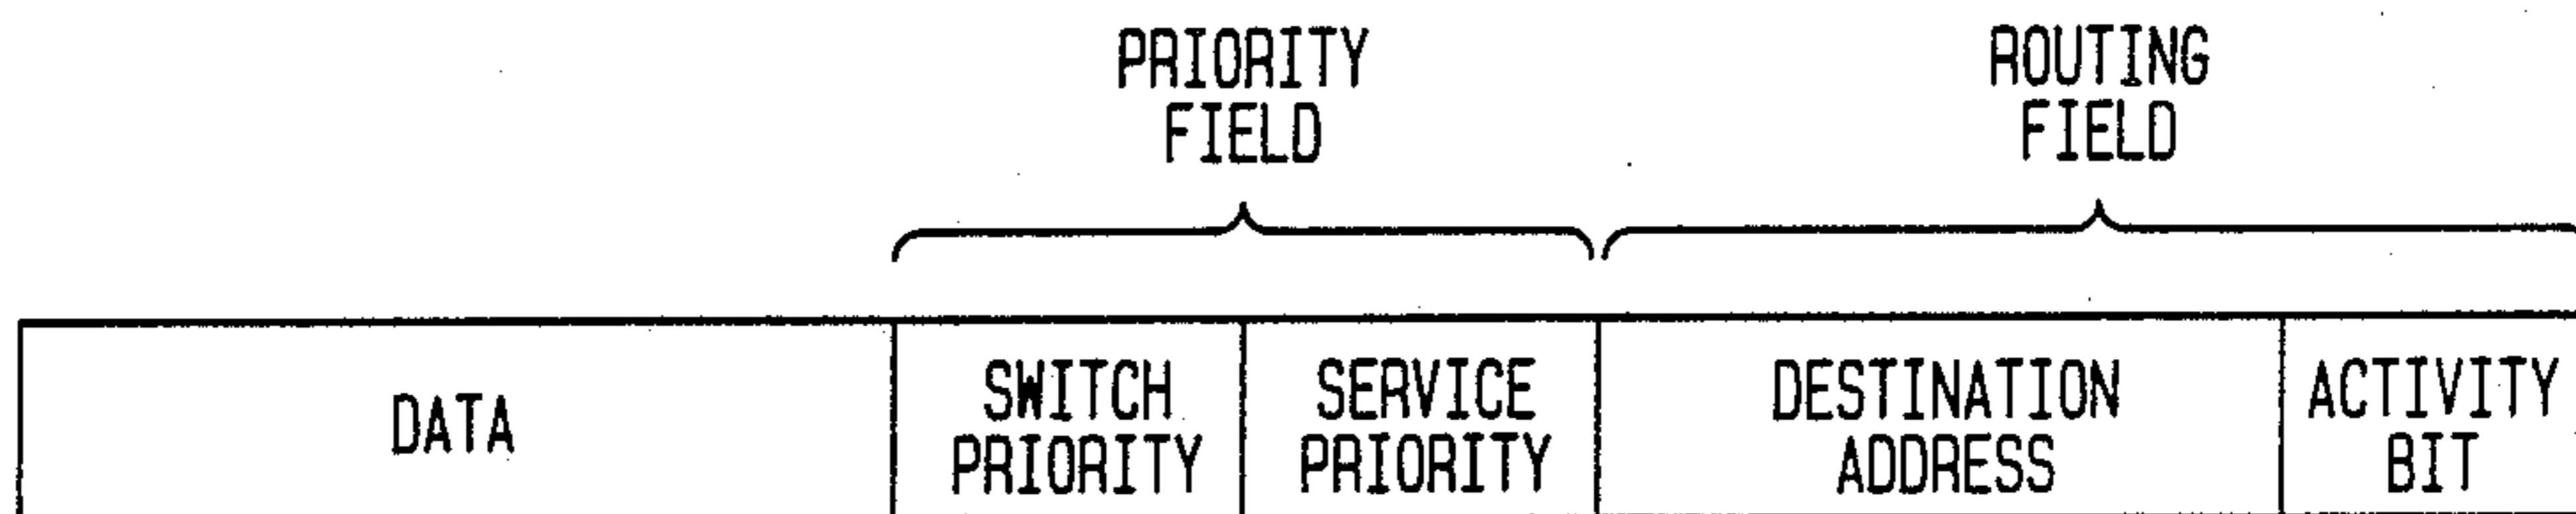 PRIORITY
FIELD
ROUTING
FIELD
DATA
SWITCH
PRIORITY
SERVICE
PRIORITY
DESTINATION
ADDRESS
ACTIVITY
BIT